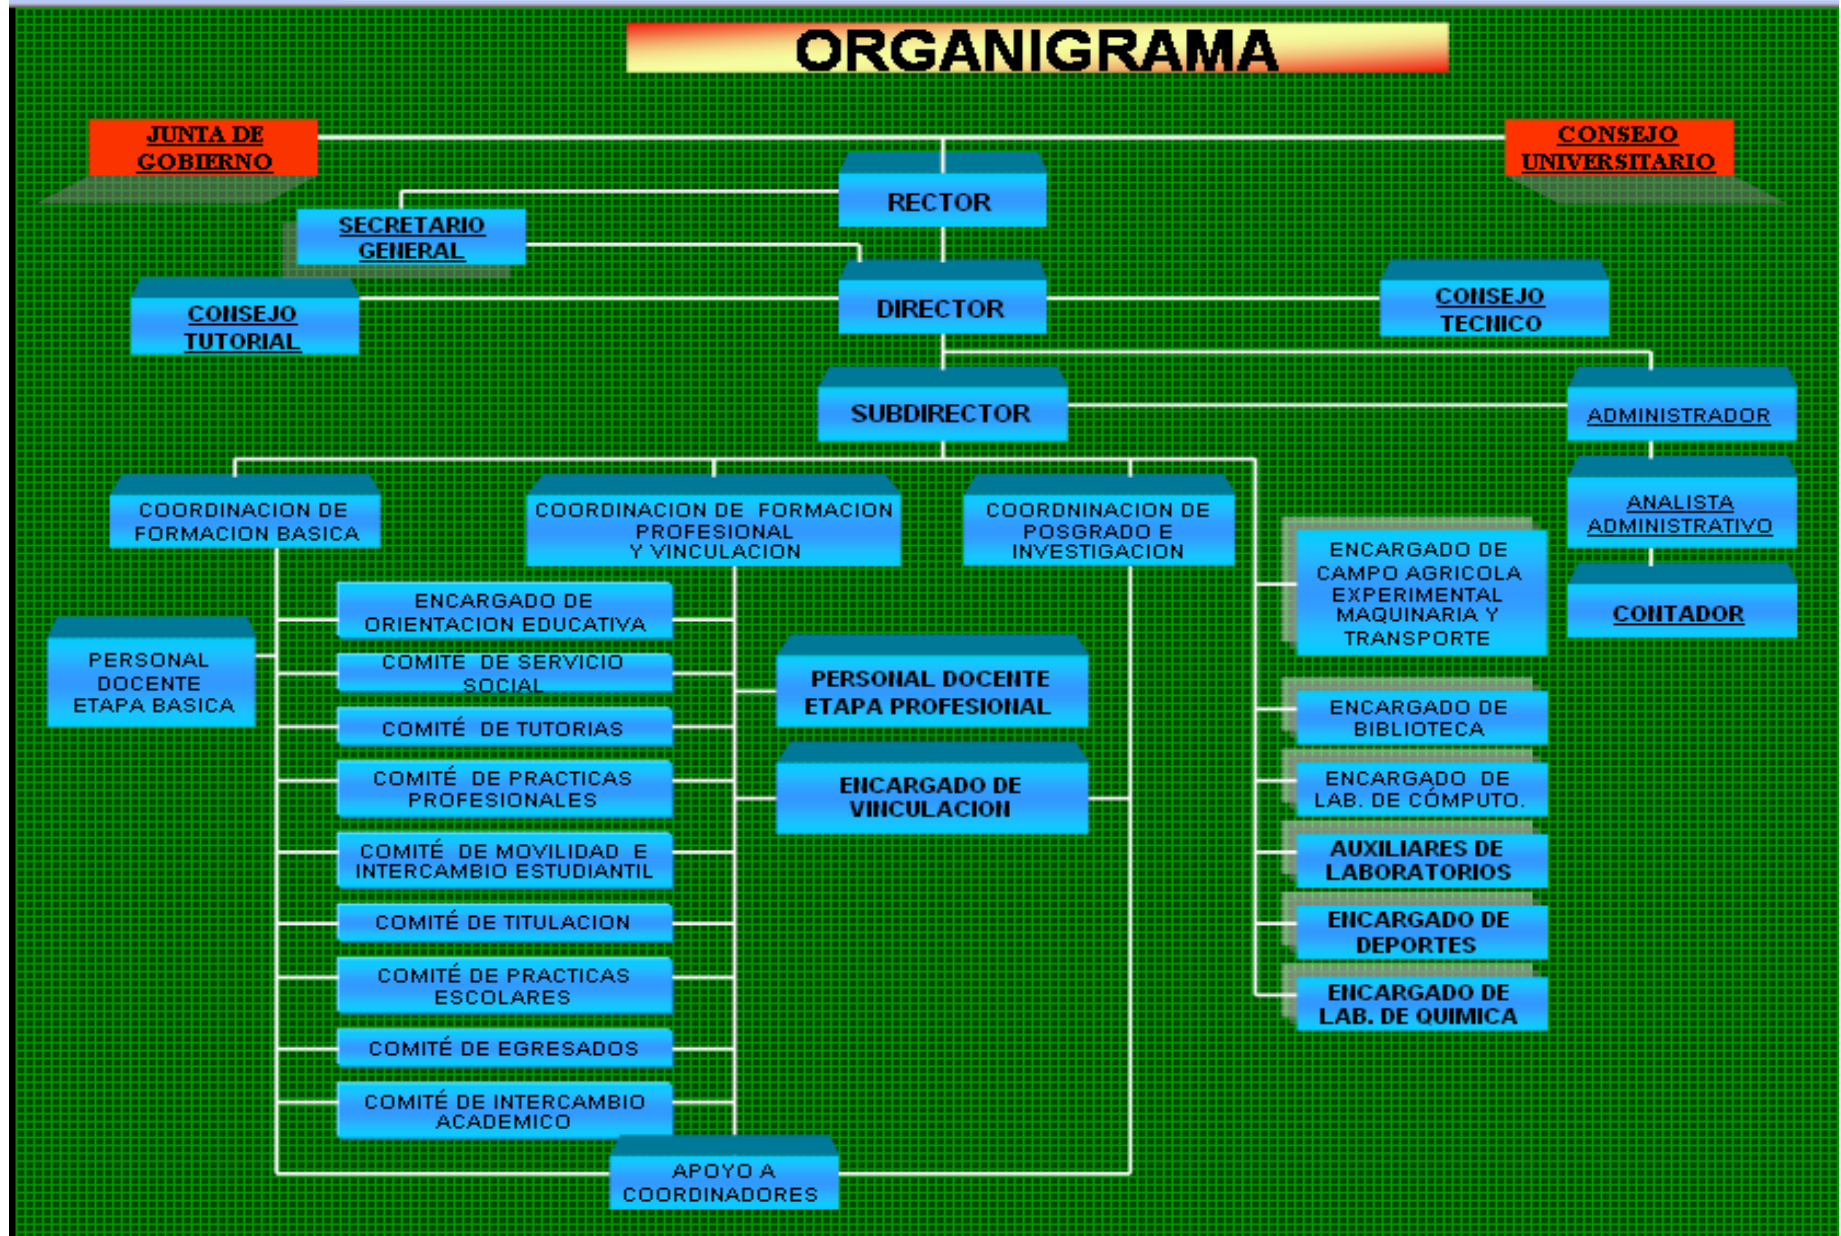 ORGANIGRAMA
JUNTA DE
GOBIERNO
CONSEJO
UNIVERSITARIO
RECTOR
SECRETARIO
GENERAL
DIRECTOR
CONSEJO
TUTORIAL
CONSEJO
TECNICO
SUBDIRECTOR
ADMINISTRADOR
COORDINACION DE
FORMACION BASICA
COORDINACION DE FORMACION
PROFESIONAL
Y VINCULACION
COORDNINACION DE
POSGRADO E
INVESTIGACION
ANALISTA
ADMINISTRATIVO
CONTADOR
PERSONAL
DOCENTE
ETAPA BASICA
ENCARGADO DE
ORIENTACION EDUCATIVA
COMITÉ DE SERVICIO
SOCIAL
COMITÉ DE TUTORIAS
COMITÉ DE PRACTICAS
PROFESIONALES
COMITÉ DE MOVILIDAD E
INTERCAMBIO ESTUDIANTIL
COMITÉ DE TITULACION
COMITÉ DE PRACTICAS
ESCOLARES
COMITÉ DE EGRESADOS
COMITÉ DE INTERCAMBIO
ACADEMICO
PERSONAL DOCENTE
ETAPA PROFESIONAL
ENCARGADO DE
VINCULACION
APOYO A
COORDINADORES
ENCARGADO DE
CAMPO AGRICOLA
EXPERIMENTAL
MAQUINARIA Y
TRANSPORTE
ENCARGADO DE
BIBLIOTECA
ENCARGADO DE
LAB. DE CÓMPUTO.
AUXILIARES DE
LABORATORIOS
ENCARGADO DE
DEPORTES
ENCARGADO DE
LAB. DE QUIMICA